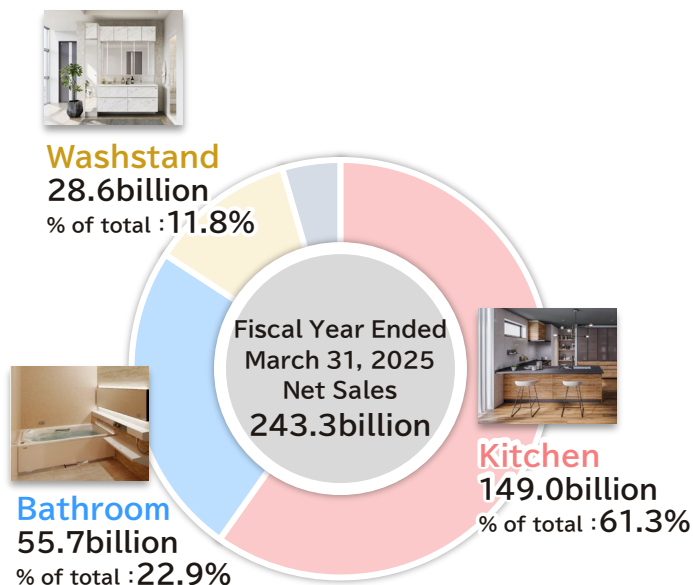 Washstand
28.6billion
% of total：11.8%
Fiscal Year Ended
March 31, 2025
Net Sales
243.3billion
Kitchen
149.0billion
% of total：61.3%
Bathroom
55.7billion
% of total：22.9%